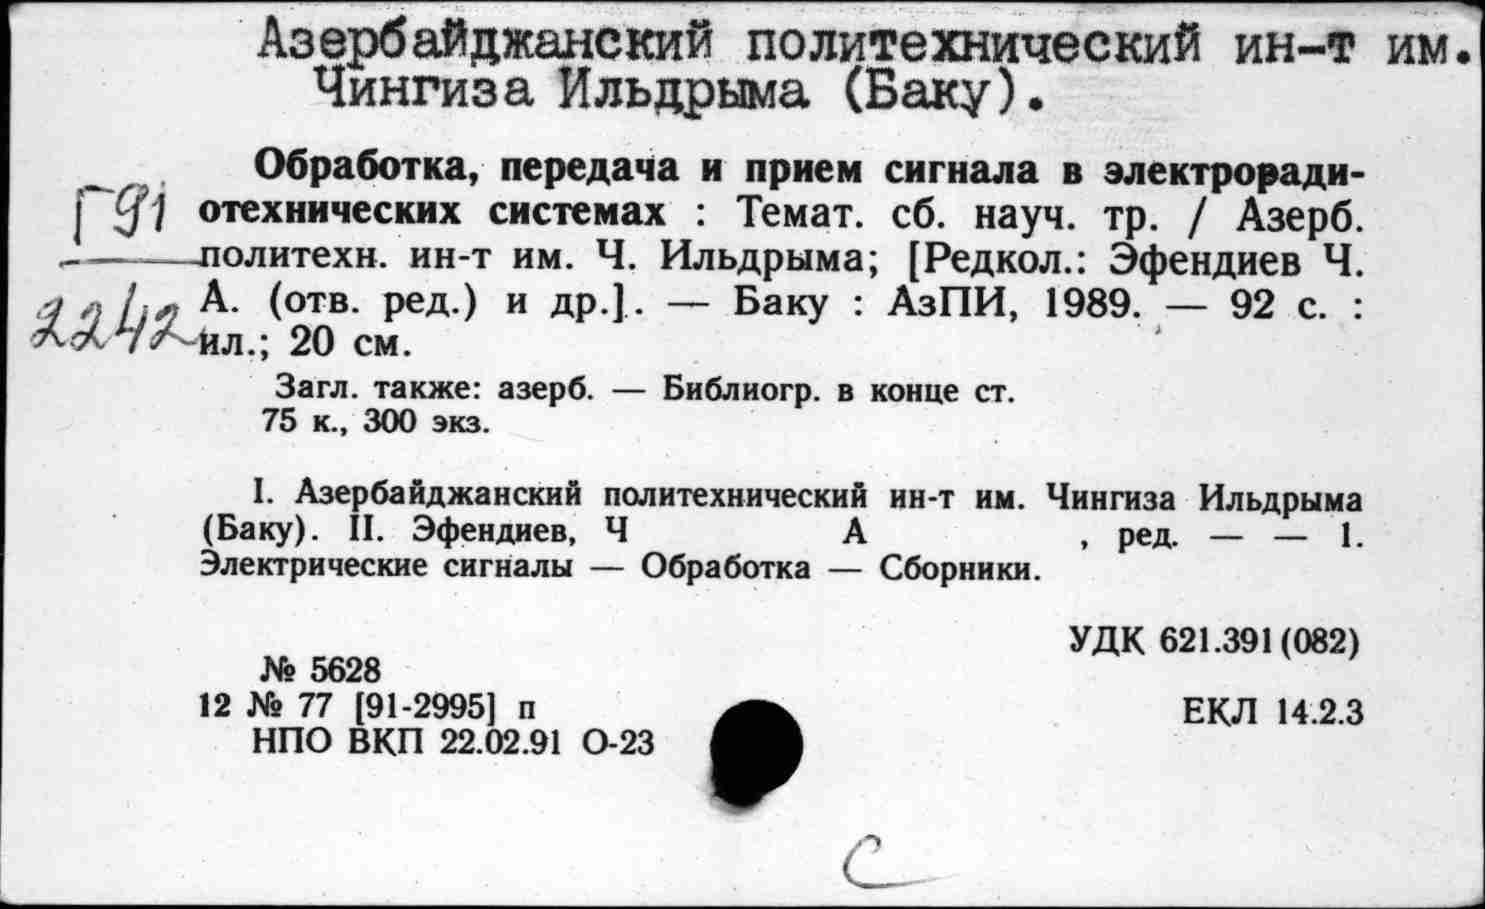 Азербайджанский политехнический ин-т им.
Чингиза Ильдрыма (Баку).
Обработка, передача и прием сигнала в электроради-
отехнических системах : Темат. сб. науч. тр. / Азерб.
политехн. ин-т им. Ч. Ильдрыма; [Редкол.: Эфендиев Ч.
А. (отв. ред.) и др.]. — Баку : АзПИ, 1989. — 92 с. :
ил.; 20 см.
Г91
2242
Загл. также: азерб. — Библиогр. в конце ст.
75 к., 300 экз.
I. Азербайджанский политехнический ин-т им. Чингиза Ильдрыма
(Баку). II. Эфендиев, Ч А , ред. — — 1.
Электрические сигналы — Обработка — Сборники.
УДК 621.391(082)
№ 5628
12 № 77 [91-2995] п
ЕКЛ 14.2.3
НПО ВКП 22.02.91 О-23
С